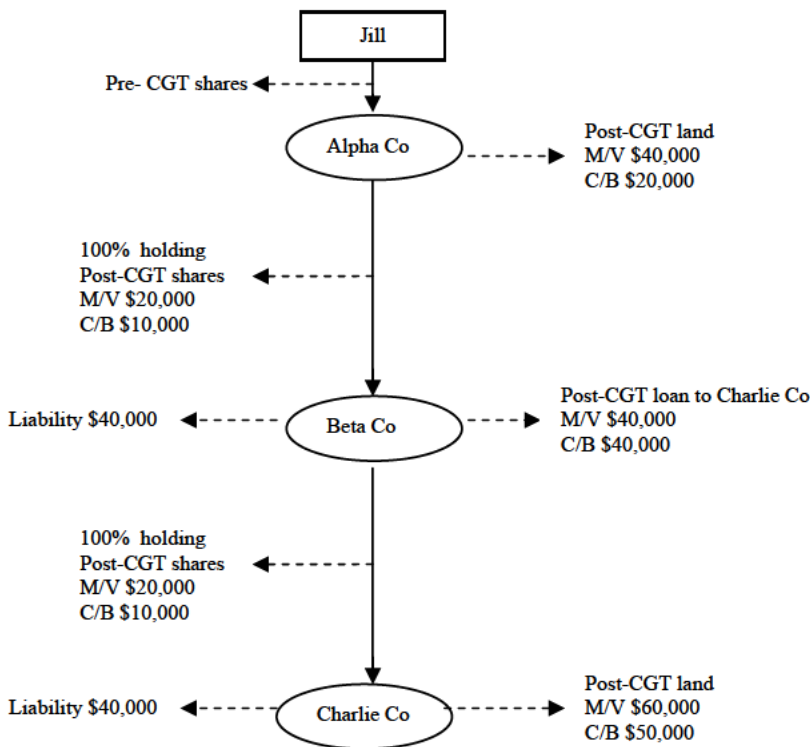 Jill
Pre- CGT shares
Alpha Co
Post-CGT land
M/V $40,000
C/B $20,000
100% holding
Post-CGT shares
M/V $20,000
C/B $10,000
Liability $40,000
Beta Co
Post-CGT loan to Charlie Co
M/V $40,000
C/B $40,000
100% holding
Post-CGT shares
M/V $20,000
C/B $10,000
Liability $40,000
Charlie Co
Post-CGT land
M/V $60,000
C/B $50,000